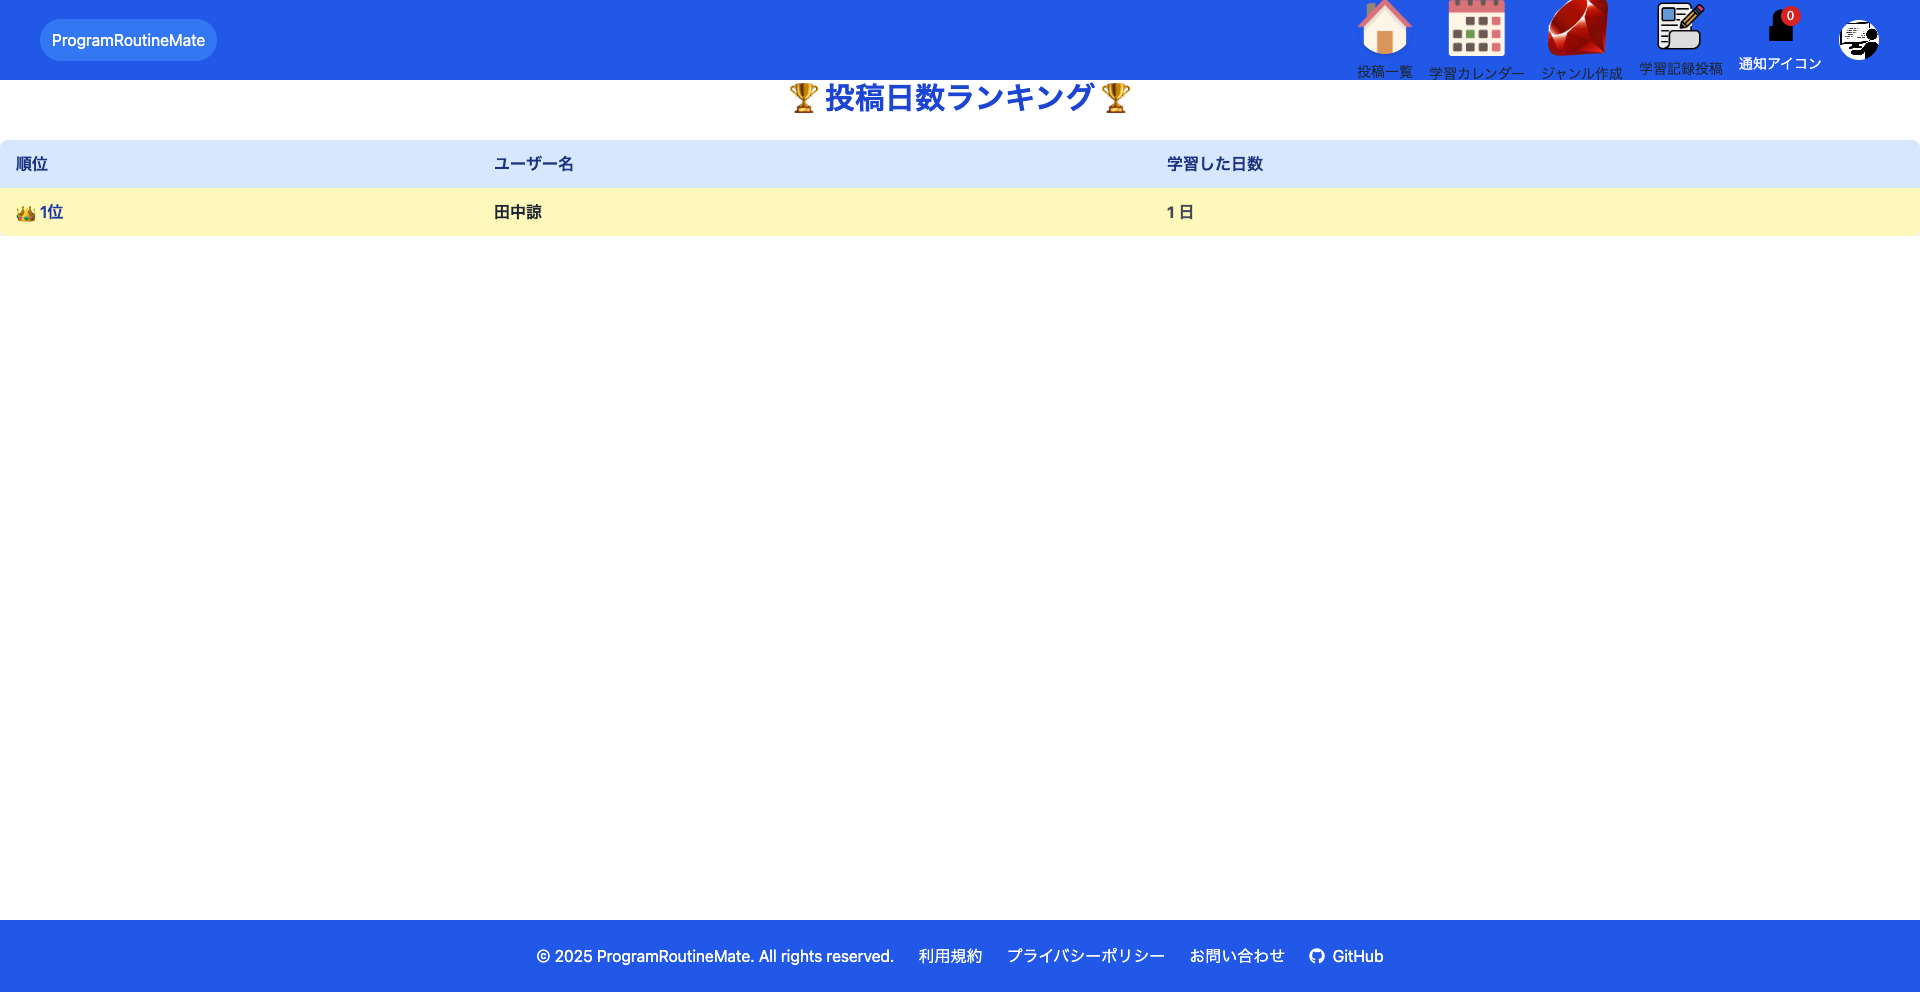 ProgramRoutineMate
0
投稿一覧 学習カレンダー ジャンル作成 学習記録投稿 通知アイコン
🏆 投稿日数ランキング 🏆
順位 ユーザー名 学習した日数
👑 1位 田中諒 1 日
© 2025 ProgramRoutineMate. All rights reserved. 利用規約 プライバシーポリシー お問い合わせ GitHub